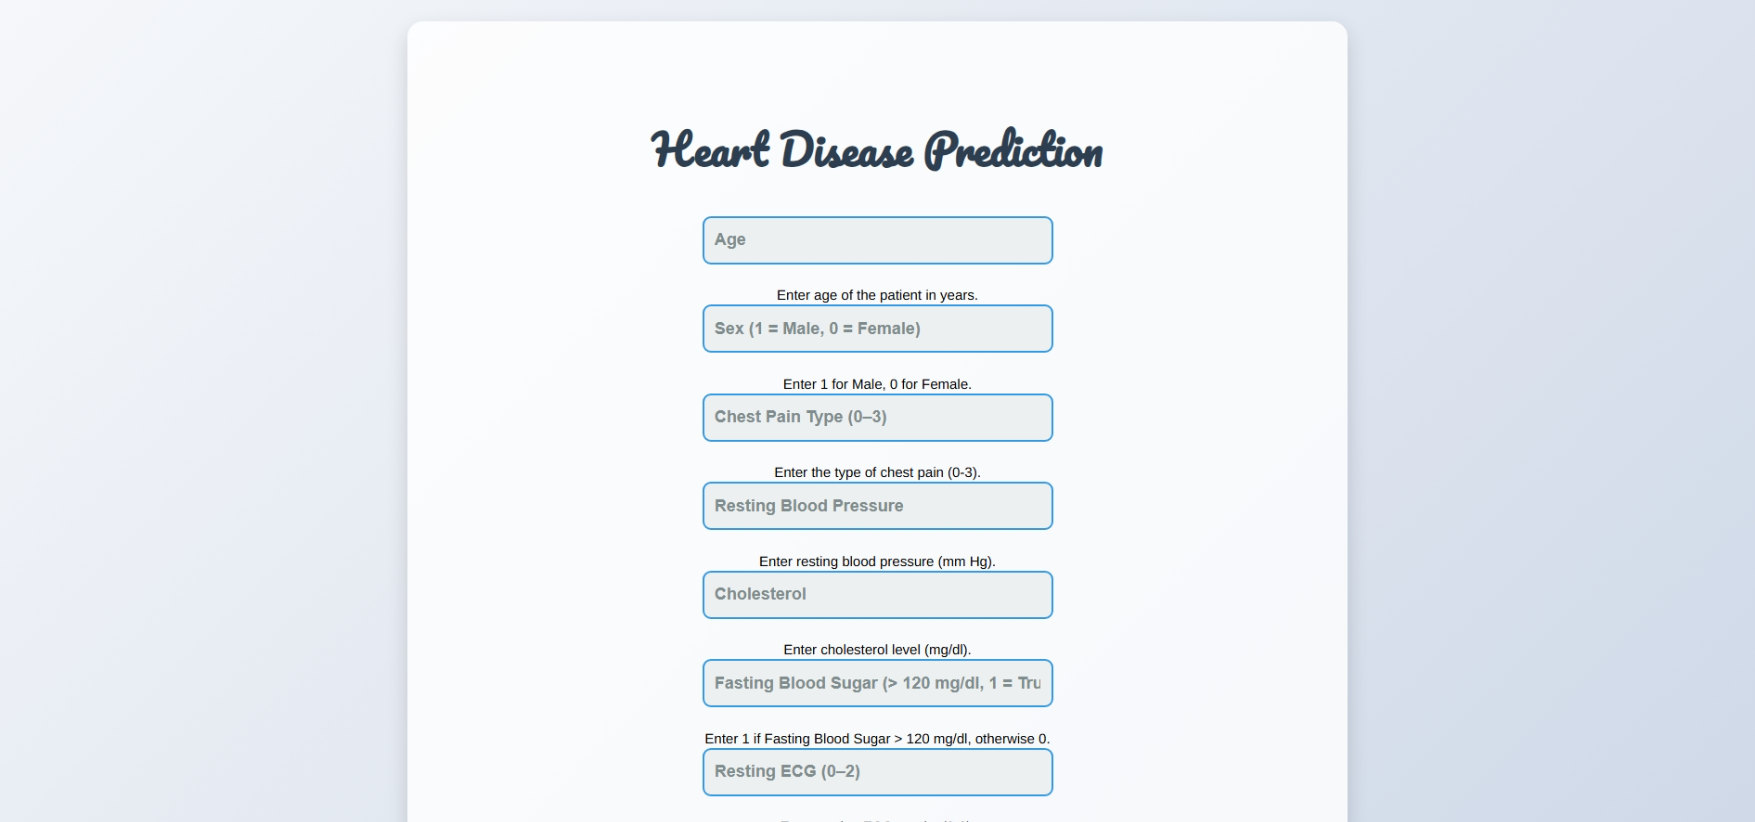 Heart Disease Prediction
Age
Enter age of the patient in years.
Sex (1 = Male, 0 = Female)
Enter 1 for Male, 0 for Female.
Chest Pain Type (0–3)
Enter the type of chest pain (0-3).
Resting Blood Pressure
Enter resting blood pressure (mm Hg).
Cholesterol
Enter cholesterol level (mg/dl).
Fasting Blood Sugar (> 120 mg/dl, 1 = Tru
Enter 1 if Fasting Blood Sugar > 120 mg/dl, otherwise 0.
Resting ECG (0–2)